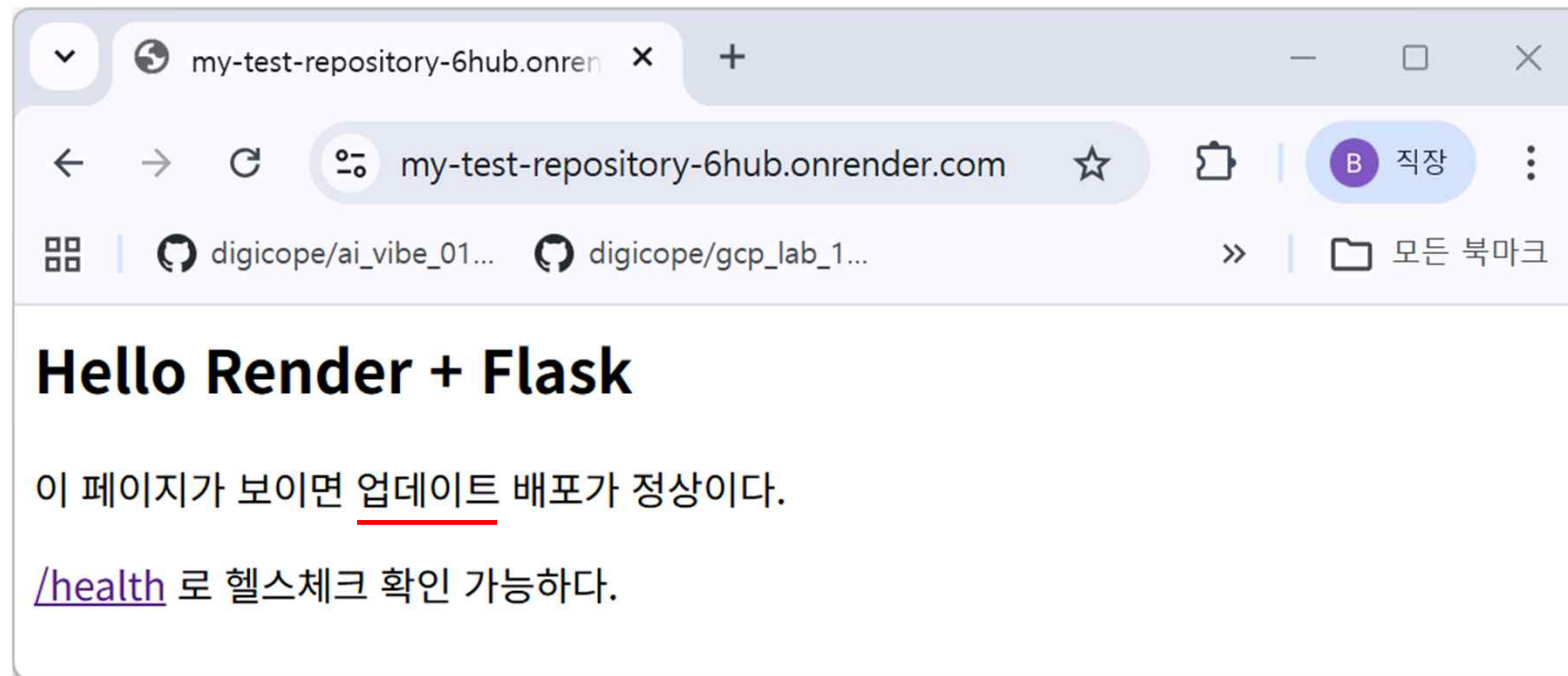 my-test-repository-6hub.onren
my-test-repository-6hub.onrender.com
B 직장
digicope/ai_vibe_01...
digicope/gcp_lab_1...
모든 북마크
Hello Render + Flask
이 페이지가 보이면 업데이트 배포가 정상이다.
/health 로 헬스체크 확인 가능하다.